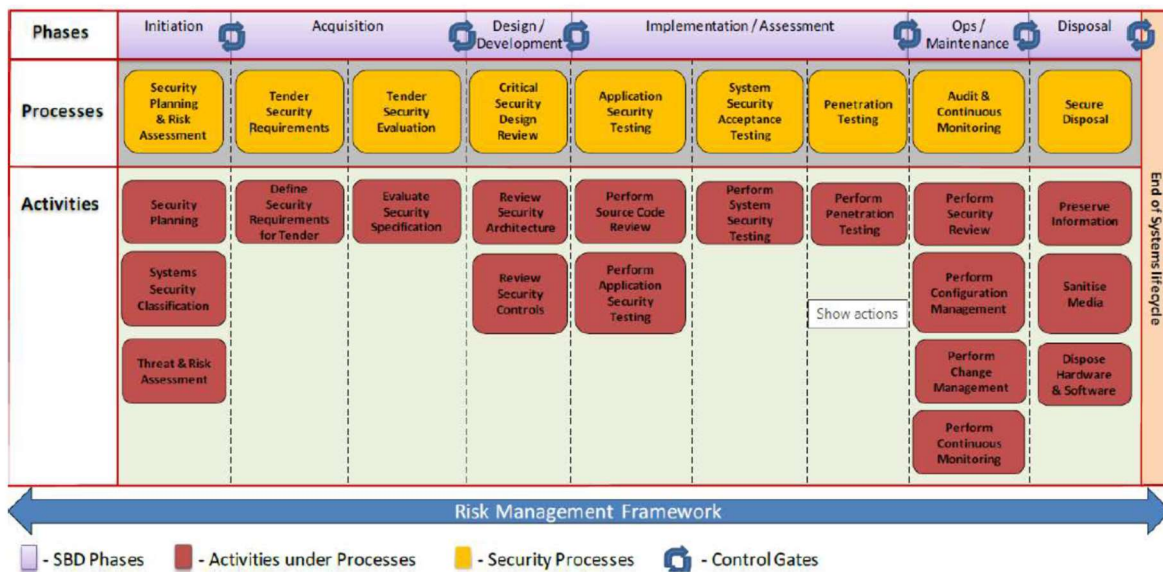 Phases
Initiation
Acquisition
Design /
Development
Implementation / Assessment
Ops /
Maintenance
Disposal
Processes
Security
Planning
& Risk
Assessment
Tender
Security
Requirements
Tender
Security
Evaluation
Critical
Security
Design
Review
Application
Security
Testing
System
Security
Acceptance
Testing
Penetration
Testing
Audit &
Continuous
Monitoring
Secure
Disposal
Activities
Security
Planning
Define
Security
Requirements
for Tender
Evaluate
Security
Specification
Review
Security
Architecture
Perform
Source Code
Review
Perform
System
Security
Testing
Perform
Penetration
Testing
Perform
Security
Review
Preserve
Information
Systems
Security
Classification
Review
Security
Controls
Perform
Application
Security
Testing
Show actions
Perform
Configuration
Management
Sanitise
Media
Threat & Risk
Assessment
Perform
Change
Management
Dispose
Hardware
& Software
Perform
Continuous
Monitoring
End of Systems lifecycle
Risk Management Framework
- SBD Phases
- Activities under Processes
- Security Processes
- Control Gates